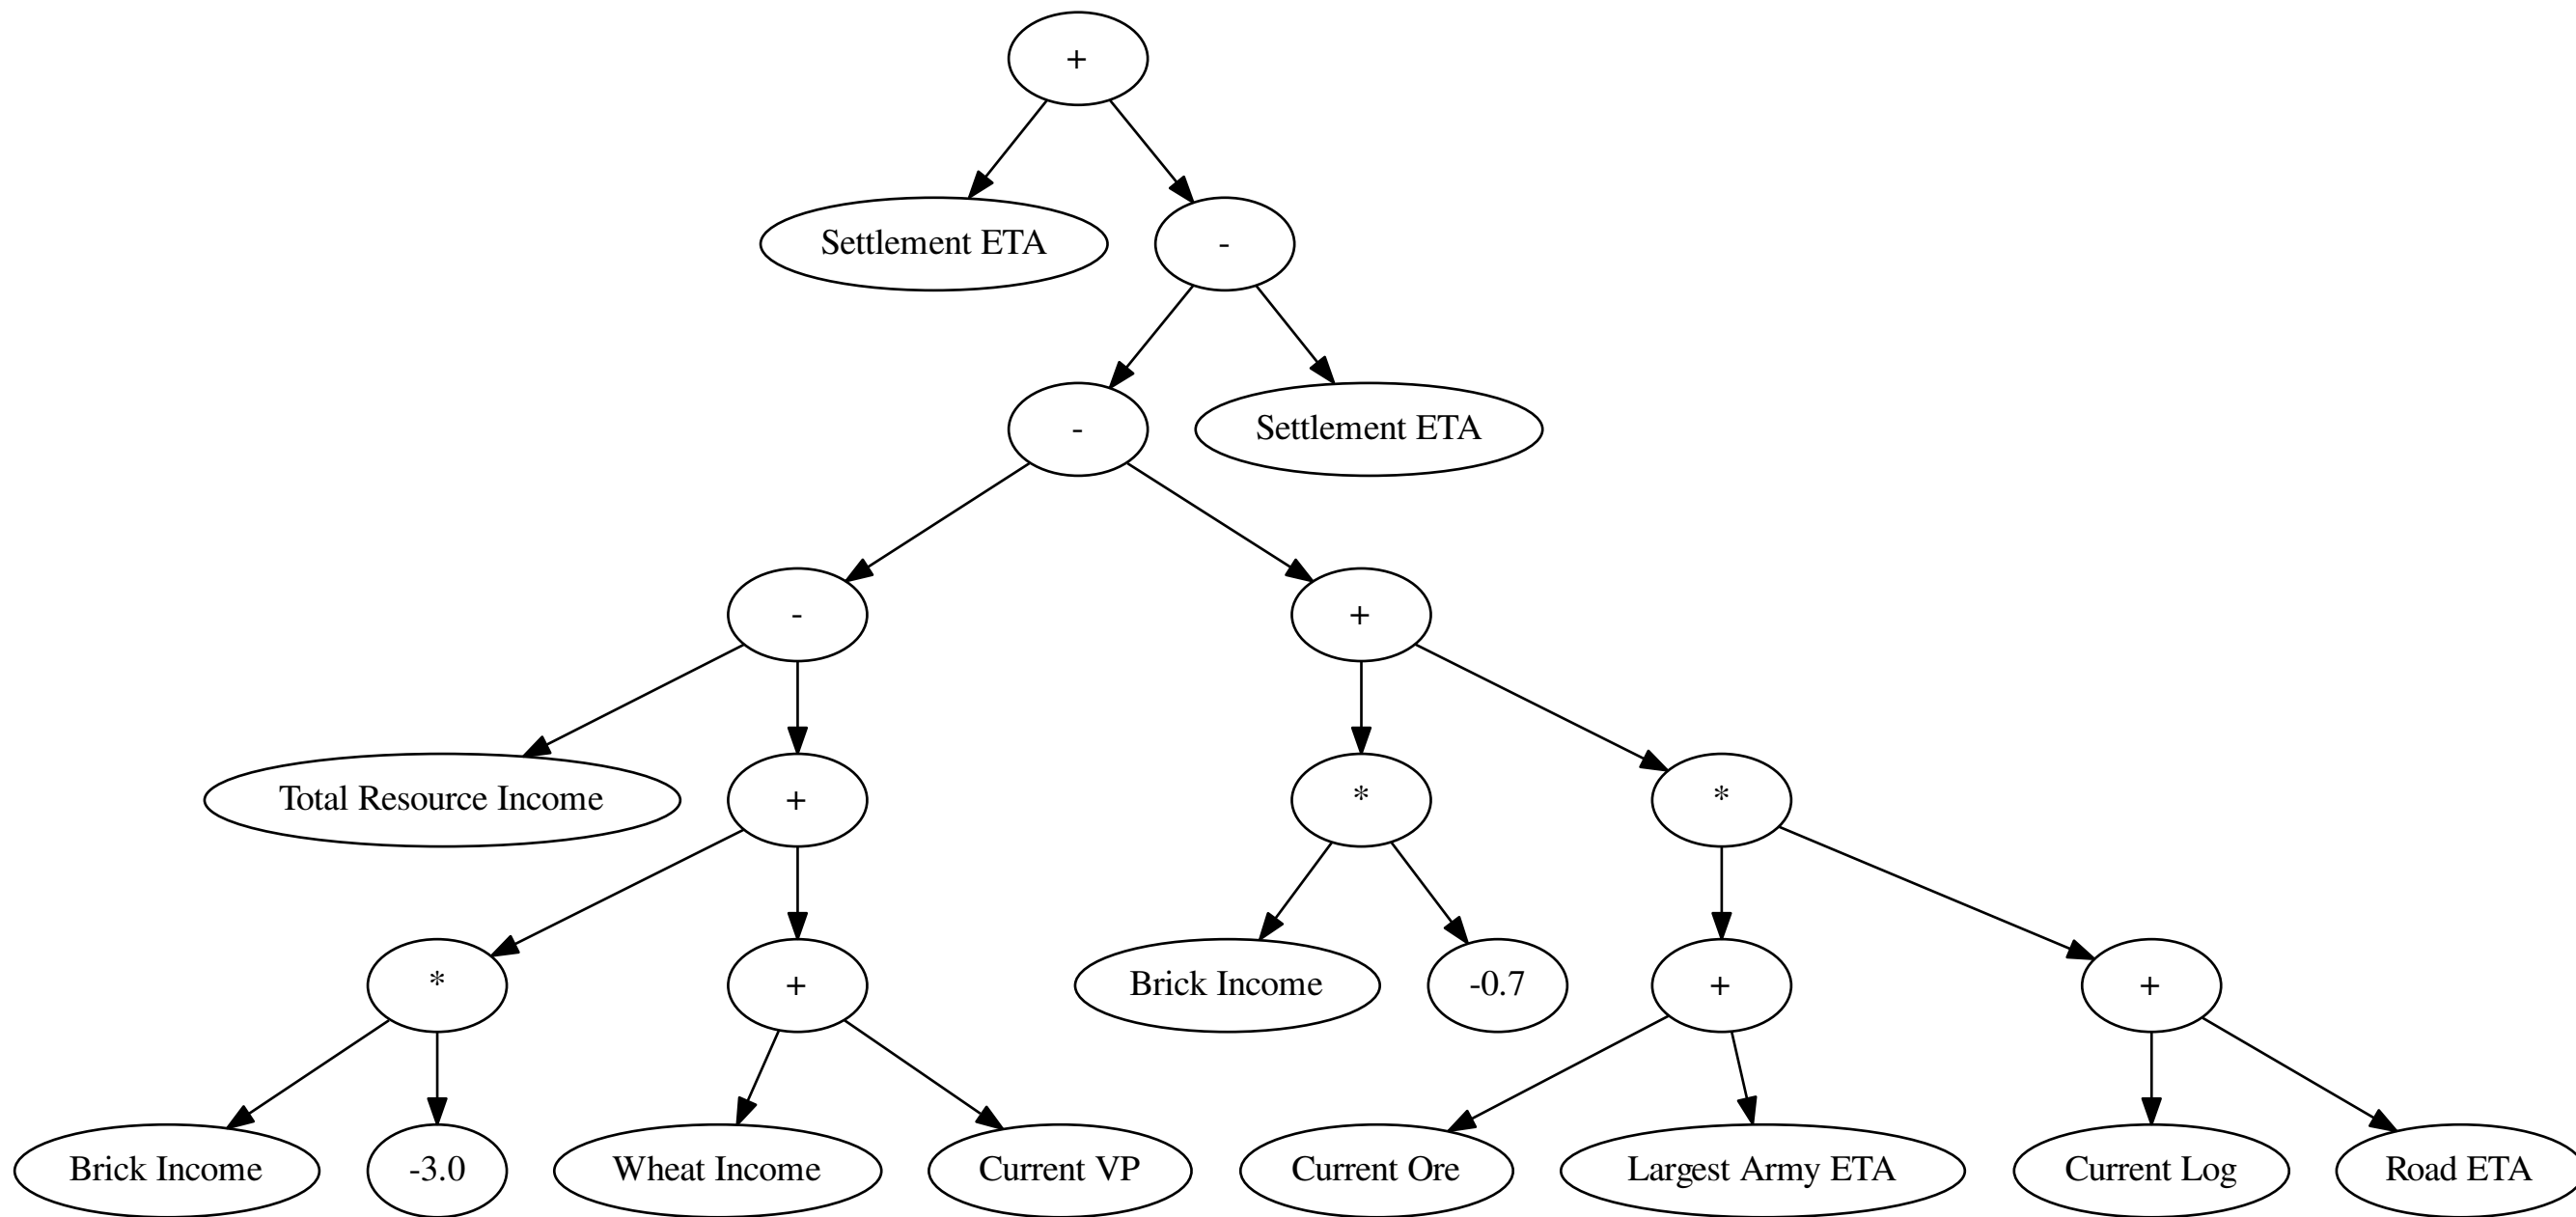 +
Settlement ETA
-
-
Settlement ETA
-
+
Total Resource Income
+
*
*
*
+
Brick Income
-0.7
+
+
Brick Income
-3.0
Wheat Income
Current VP
Current Ore
Largest Army ETA
Current Log
Road ETA